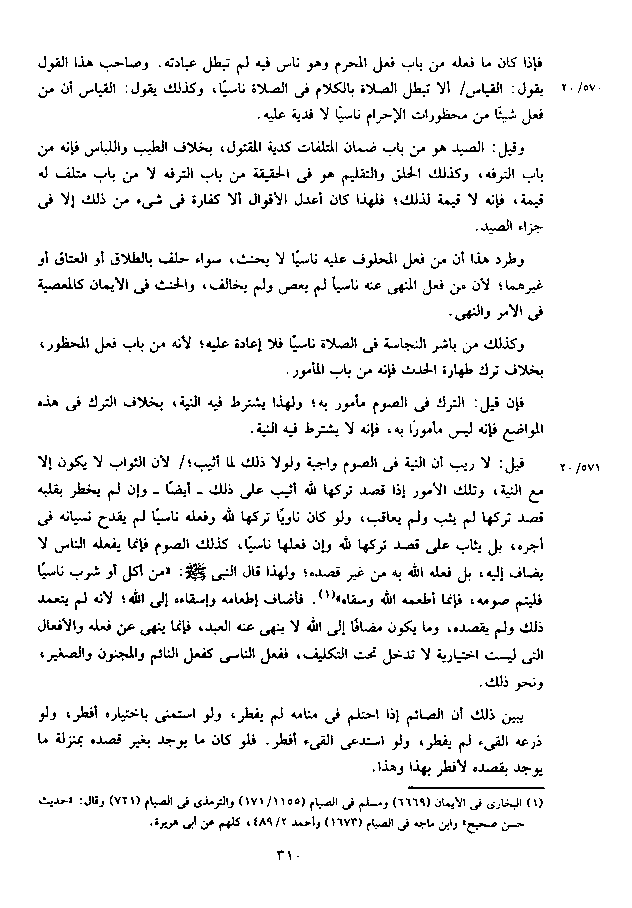 فإذا كان ما فعله من باب فعل المحرم وهو ناس فيه لم تبطل عبادته. وصاحب هذا القول
٢٠/٥٧٠
يقول: القياس/ ألا تبطل الصلاة بالكلام فى الصلاة ناسيًا، وكذلك يقول: القياس أن من
فعل شيئًا من محظورات الإحرام ناسيًا لا فدية عليه.
وقيل: الصيد هو من باب ضمان المتلفات كدية المقتول، بخلاف الطيب واللباس فإنه من
باب الترفه، وكذلك الحلق والتقليم هو فى الحقيقة من باب الترفه لا من باب متلف له
قيمة، فإنه لا قيمة لذلك؛ فلهذا كان أعدل الأقوال ألا كفارة فى شىء من ذلك إلا فى
جزاء الصيد.
وطرد هذا أن من فعل المحلوف عليه ناسيًا لا يحنث، سواء حلف بالطلاق أو العتاق أو
غيرهما؛ لأن من فعل المنهى عنه ناسياً لم يعص ولم يخالف، والحنث فى الأيمان كالمعصية
فى الأمر والنهى.
وكذلك من باشر النجاسة فى الصلاة ناسيًا فلا إعادة عليه؛ لأنه من باب فعل المحظور،
بخلاف ترك طهارة الحدث فإنه من باب المأمور.
فإن قيل: الترك فى الصوم مأمور به؛ ولهذا يشترط فيه النية، بخلاف الترك فى هذه
المواضع فإنه ليس مأمورًا به، فإنه لا يشترط فيه النية.
٢٠/٥٧١
قيل: لا ريب أن النية فى الصوم واجبة ولولا ذلك لما أثيب؛/ لأن الثواب لا يكون إلا
مع النية، وتلك الأمور إذا قصد تركها لله أثيب على ذلك ـ أيضًا ـ وإن لم يخطر بقلبه
قصد تركها لم يثب ولم يعاقب، ولو كان ناويًا تركها لله وفعله ناسيًا لم يقدح نسيانه فى
أجره، بل يثاب على قصد تركها لله وإن فعلها ناسيًا، كذلك الصوم فإنما يفعله الناس لا
يضاف إليه، بل فعله الله به من غير قصده؛ ولهذا قال النبى ﷺ: «من أكل أو شرب ناسيًا
فليتم صومه، فإنما أطعمه الله وسقاه»(١). فأضاف إطعامه وإسقاءه إلى الله؛ لأنه لم يتعمد
ذلك ولم يقصده، وما يكون مضافًا إلى الله لا ينهى عنه العبد، فإنما ينهى عن فعله والأفعال
التى ليست اختيارية لا تدخل تحت التكليف، ففعل الناسى كفعل النائم والمجنون والصغير،
ونحو ذلك.
يبين ذلك أن الصائم إذا احتلم فى منامه لم يفطر، ولو استمنى باختياره أفطر، ولو
ذرعه القىء لم يفطر، ولو استدعى القىء أفطر. فلو كان ما يوجد بغير قصده بمنزلة ما
يوجد بقصده لأفطر بهذا وهذا.
(١) البخارى فى الأيمان (٦٦٦٩) ومسلم فى الصيام (١١٥٥/ ١٧١) والترمذى فى الصيام (٧٢١) وقال: «حديث
حسن صحيح» وابن ماجه فى الصيام (١٦٧٣) وأحمد ٢/ ٤٨٩، كلهم عن أبى هريرة.
٣١٠